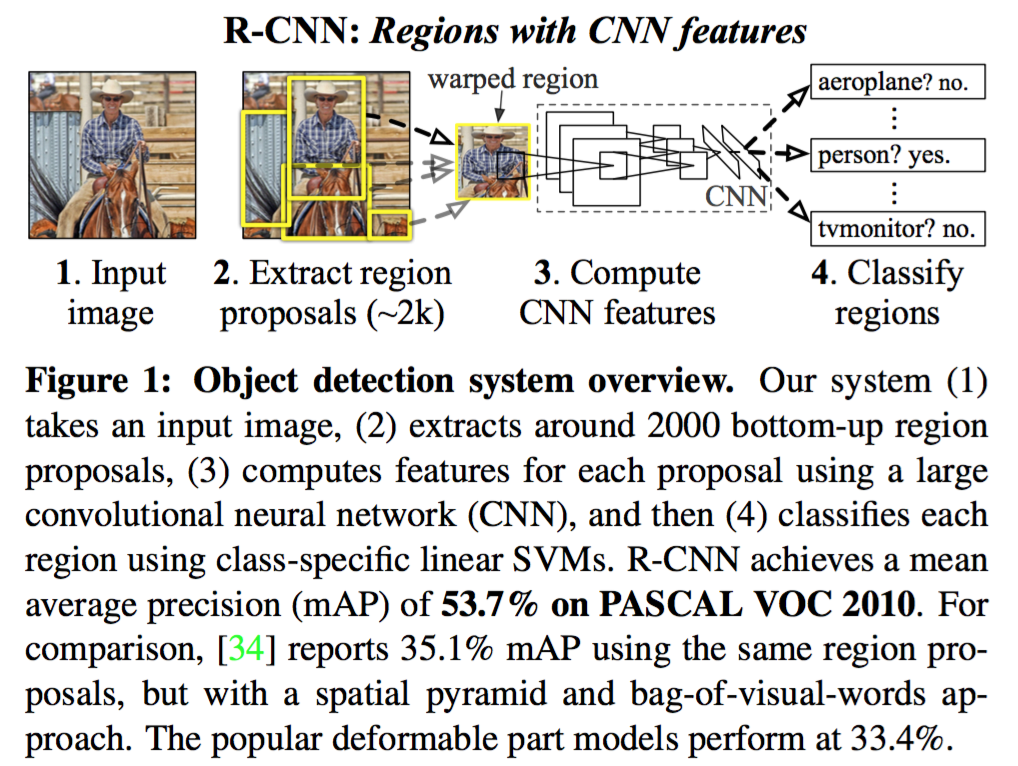 R-CNN: Regions with CNN features
warped region
aeroplane? no.
⋮
person? yes.
⋮
tvmonitor? no.
CNN
1. Input
image
2. Extract region
proposals (~2k)
3. Compute
CNN features
4. Classify
regions
Figure 1: Object detection system overview. Our system (1)
takes an input image, (2) extracts around 2000 bottom-up region
proposals, (3) computes features for each proposal using a large
convolutional neural network (CNN), and then (4) classifies each
region using class-specific linear SVMs. R-CNN achieves a mean
average precision (mAP) of 53.7% on PASCAL VOC 2010. For
comparison, [34] reports 35.1% mAP using the same region pro-
posals, but with a spatial pyramid and bag-of-visual-words ap-
proach. The popular deformable part models perform at 33.4%.